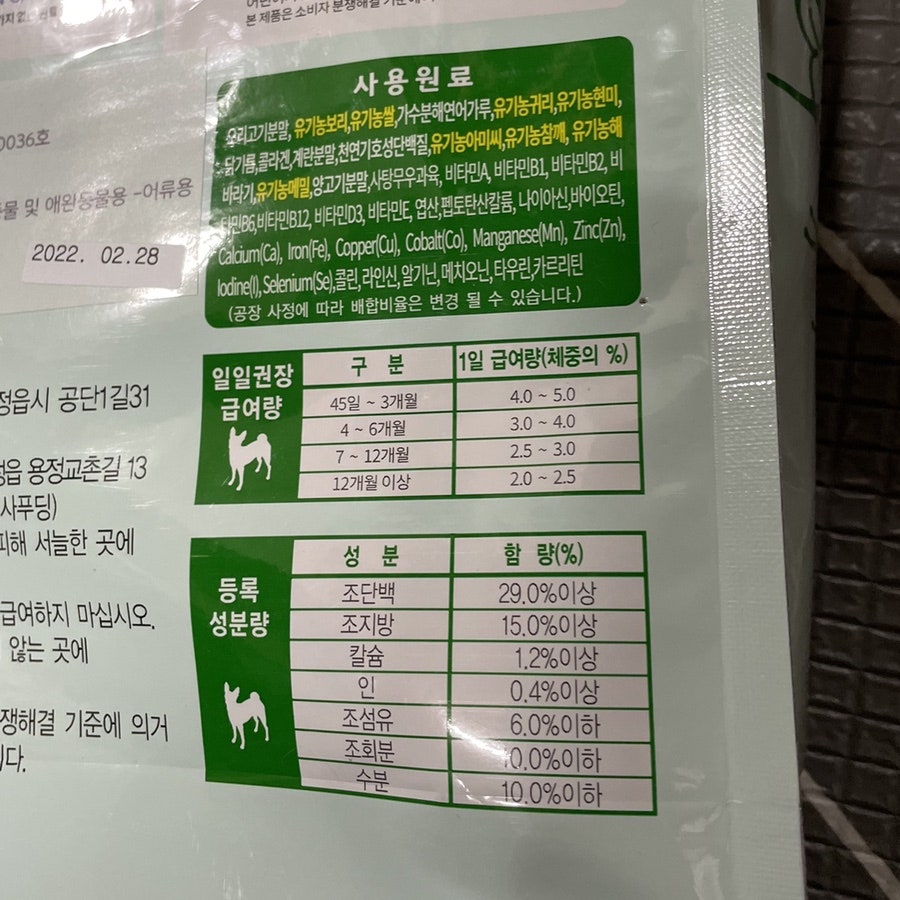 본 제품은 소비자 분쟁해결 기준에
0036호
물 및 애완동물용 -어류용
2022. 02.28
정읍시 공단1길31
정읍 용정교촌길 13
사푸딩)
피해 서늘한 곳에
급여하지 마십시오.
않는 곳에
쟁해결 기준에 의거
니다.
사용원료
오리고기분말, 유기농보리,유기농쌀,가수분해연어가루,유기농귀리,유기농현미,
닭기름,콜라겐,계란분말,천연기호성단백질,유기농아마씨,유기농참깨, 유기농해
바라기,유기농메밀,양고기분말,사탕무우과육, 비타민A, 비타민B1, 비타민B2, 비
타민B6,비타민B12, 비타민D3, 비타민E, 엽산,펩토탄산칼륨, 나이아신,바이오틴,
Calcium(Ca), Iron(Fe), Copper(Cu), Cobalt(Co), Manganese(Mn), Zinc(Zn),
Iodine(I), Selenium(Se),콜린,라인신,알기닌,메치오닌,타우린,카르리틴
(공장 사정에 따라 배합비율은 변경 될 수 있습니다.)
일일권장
급여량
구 분 1일 급여량(체중의 %)
45일 ~ 3개월 4.0 ~ 5.0
4 ~ 6개월 3.0 ~ 4.0
7 ~ 12개월 2.5 ~ 3.0
12개월 이상 2.0 ~ 2.5
등록
성분량
성 분 함 량(%)
조단백 29.0%이상
조지방 15.0%이상
칼슘 1.2%이상
인 0.4%이상
조섬유 6.0%이하
조회분 0.0%이하
수분 10.0%이하